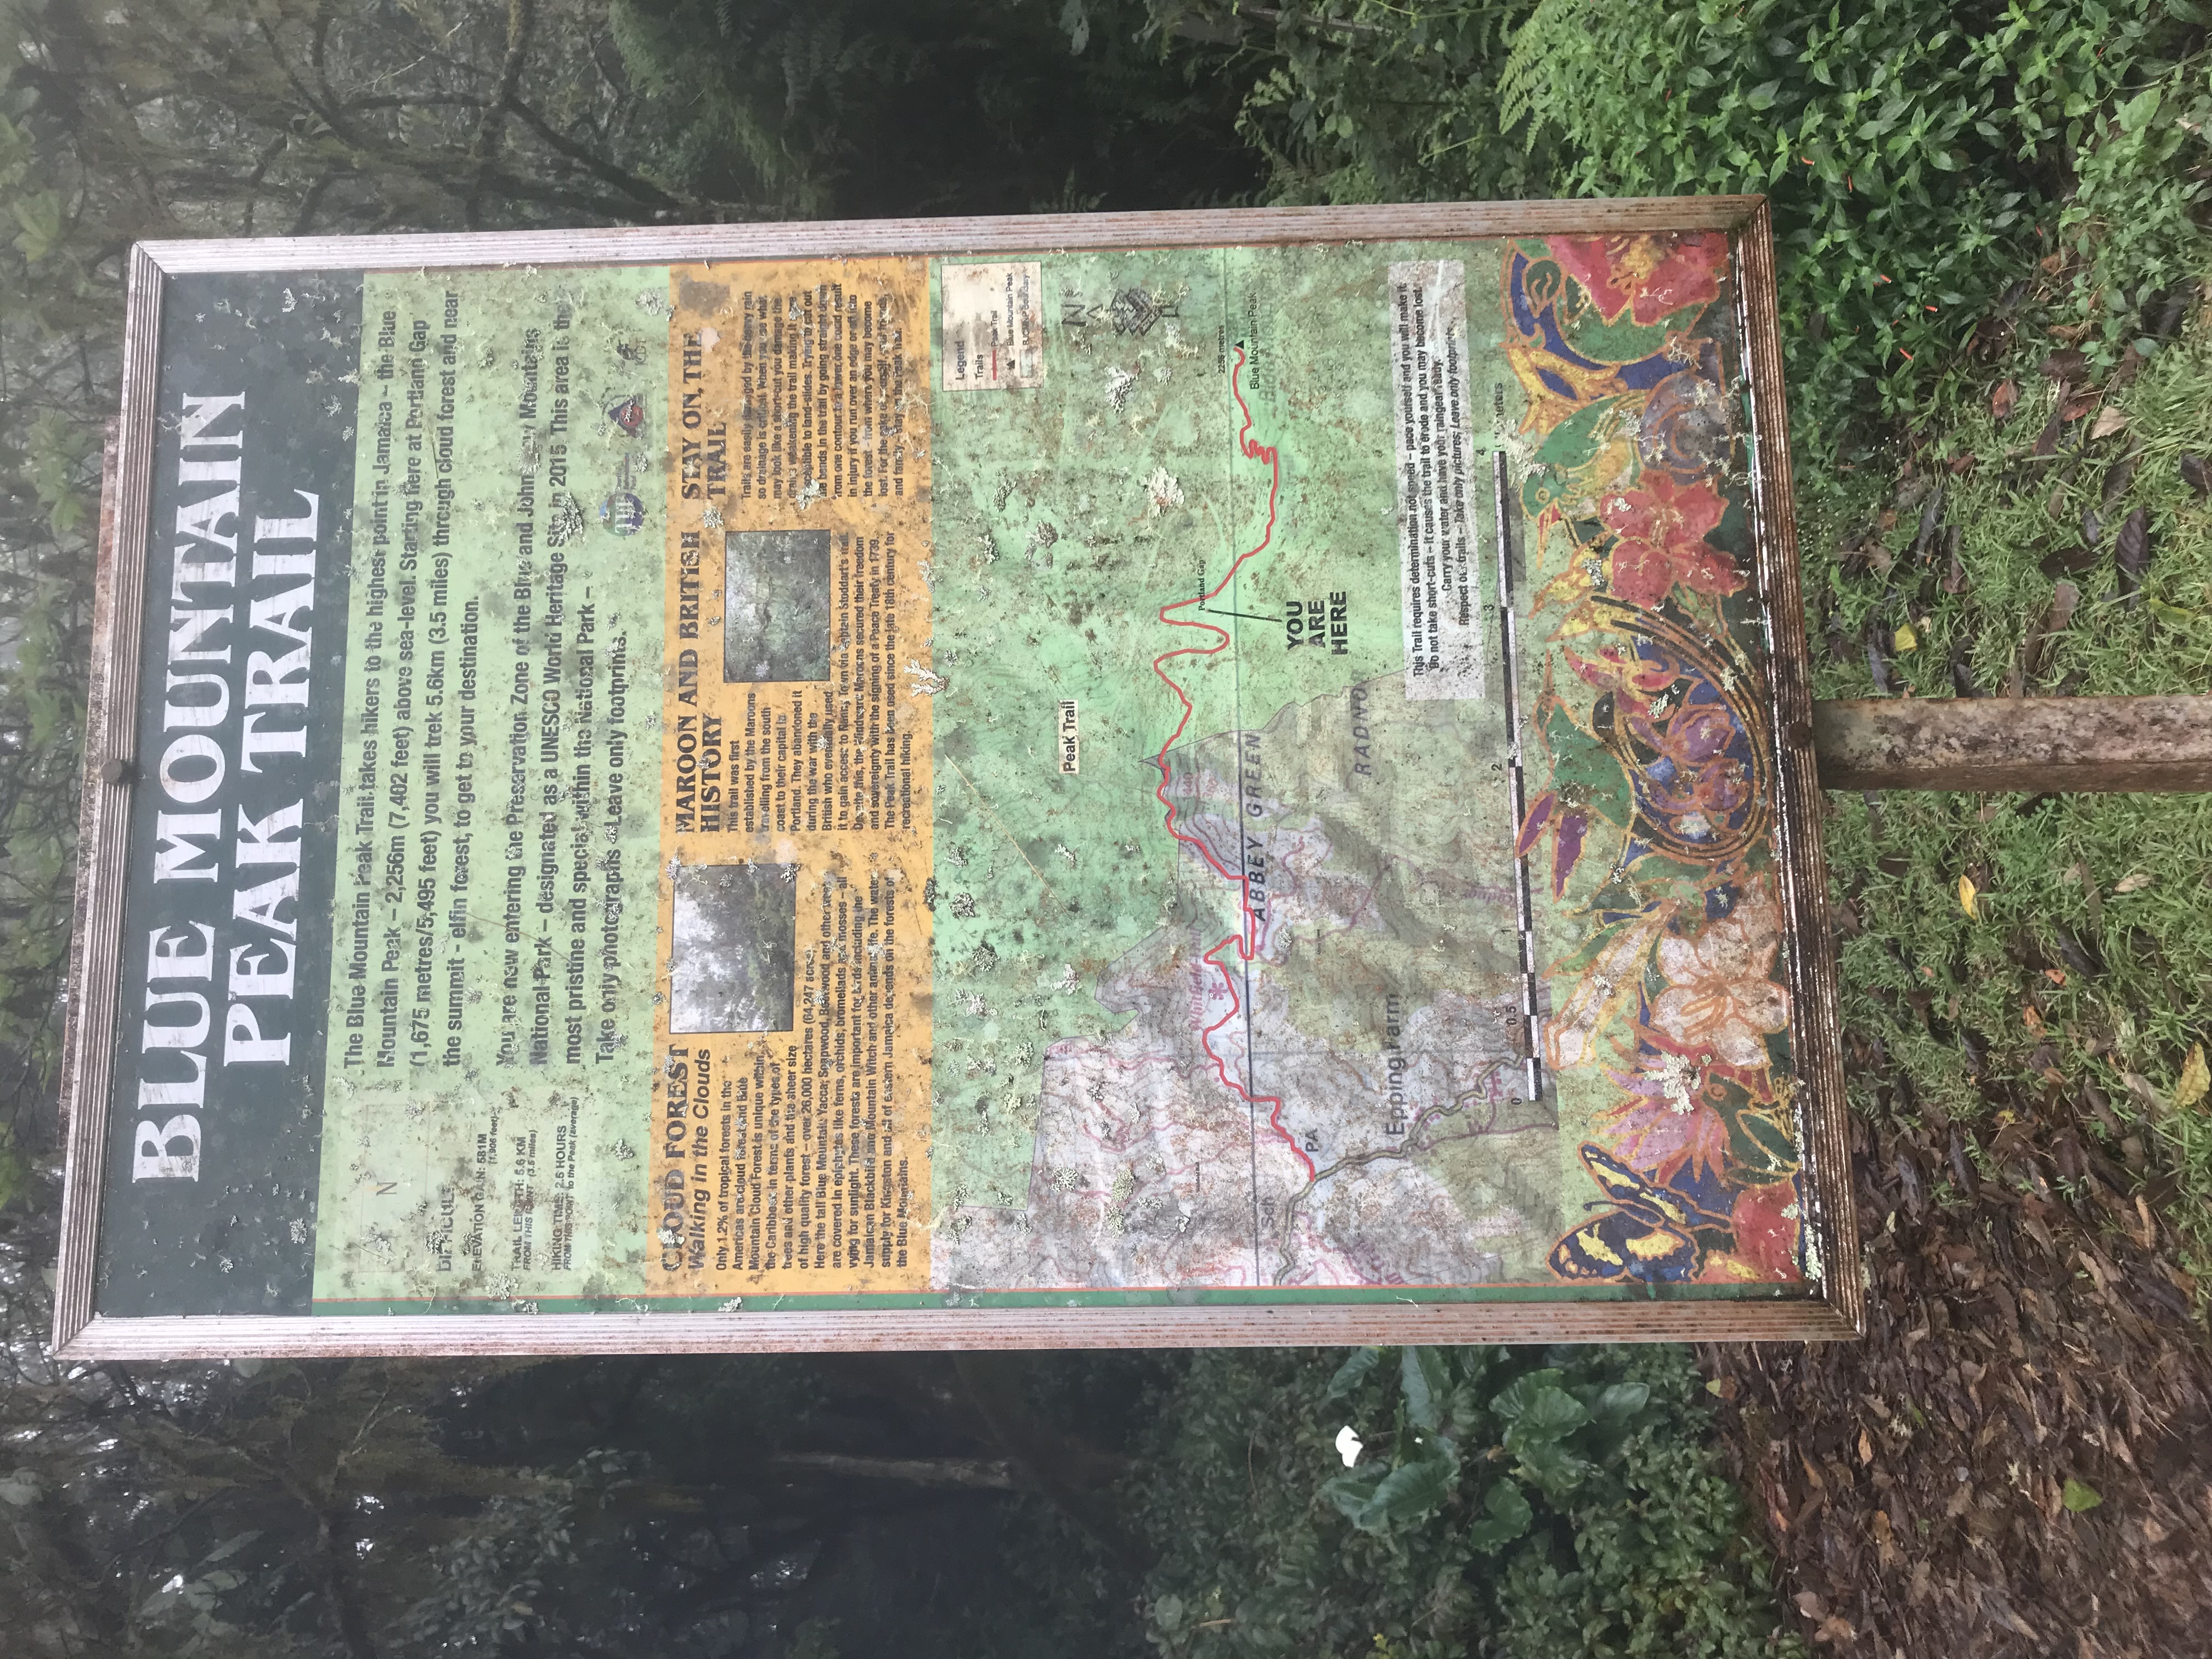 BLUE MOUNTAIN
PEAK TRAIL
The Blue Mountain Peak Trail takes hikers to the highest point in Jamaica – the Blue
Mountain Peak – 2,256m (7,402 feet) above sea-level. Starting here at Portland Gap
(1,675 metres/5,495 feet) you will trek 5.6km (3.5 miles) through cloud forest and near
the summit - elfin forest, to get to your destination.
You are now entering the Preservation Zone of the Blue and John Mountains
National Park – designated as a UNESCO World Heritage Site in 2015 This area is the
most pristine and special within the National Park –
Take only photographs - Leave only footprints.
N
DIFFICULT
ELEVATION GAIN: 581M
(1,906 feet)
TRAIL LENGTH: 5.6 KM
FROM THIS POINT (3.5 miles)
HIKING TIME: 2.5 HOURS
FROM THIS POINT to the Peak (average)
CLOUD FOREST
Walking in the Clouds
Only 1.2% of tropical forests in the
Americas are cloud forest and Blue
Mountain Cloud Forest is unique within
the Caribbean in terms of the types of
trees and other plants and the sheer size
of high quality forest – over 26,000 hectares (64,247 acres).
Here the tall Blue Mountain Yacca, Soapwood, Beefwood and other trees
are covered in epiphytes like ferns, orchids, bromeliads and mosses – all
vying for sunlight. These forests are important for birds including the
Jamaican Blackbird and Mountain Witch and other animal life. The water
supply for Kingston and all of eastern Jamaica depends on the forests of
the Blue Mountains.
MAROON AND BRITISH
HISTORY
This trail was first
established by the Maroons
travelling from the south
coast to their capital in
Portland. They abandoned it
during the war with the
British who eventually used
it to gain access to Nanny Town via Captain Stoddart's trail.
Despite this, the Windward Maroons secured their freedom
and sovereignty with the signing of a Peace Treaty in 1739.
The Peak Trail has been used since the late 18th century for
recreational hiking.
STAY ON THE
TRAIL
Trails are easily damaged by the heavy rain
so drainage is critical. When you use what
may look like a short-cut you damage the
drains weakening the trail making it more
susceptible to land-slides. Trying to cut out
the bends in the trail by going straight down
from one contour to a lower one could result
in injury if you run over an edge or off into
the forest - from where you may become
lost. For the sake of yourself, your friends
and family – Stay on the Peak Trail.
Legend
Trails
Peak Trail
Blue Mountain Peak
BJCMNP Boundary
Peak Trail
N
Whitfield Hall
1440
Portland Gap
2256 metres
Blue Mountain Peak
Sch
ABBEY GREEN
PA
YOU
ARE
HERE
RADNOR
Epping Farm
This Trail requires determination not speed – pace yourself and you will make it.
Do not take short-cuts – it causes the trail to erode and you may become lost.
Carry your water and have your raingear ready.
Respect our trails – Take only pictures; Leave only footprints.
0 0.5 1 2 3 4 Kilometers